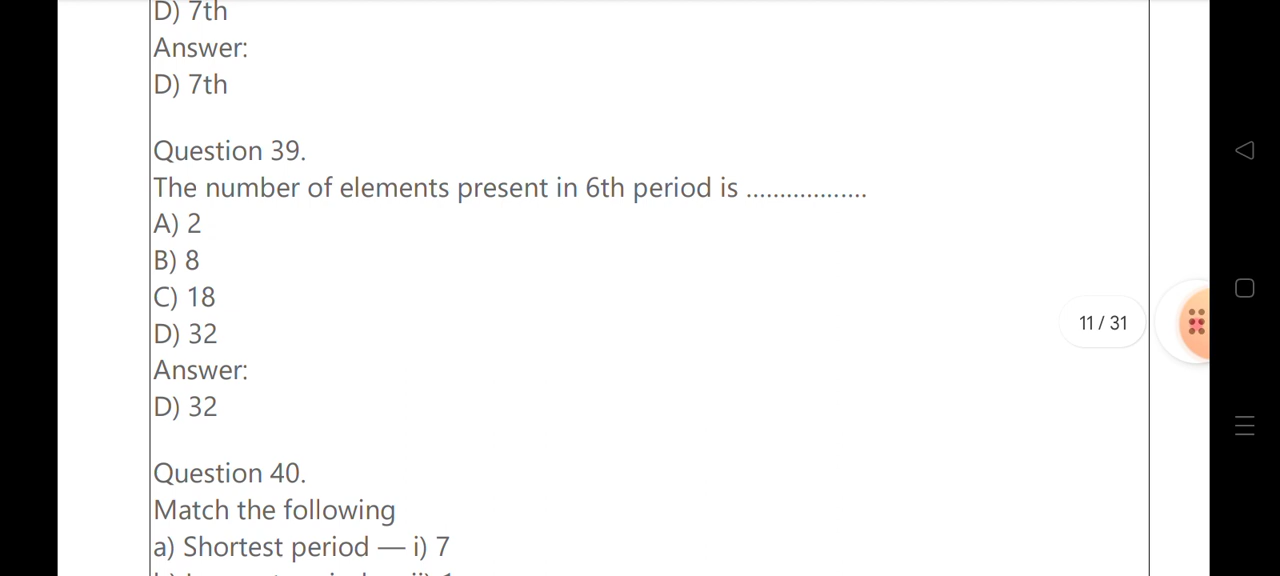 D) 7th
Answer:
D) 7th
Question 39.
The number of elements present in 6th period is ..................
A) 2
B) 8
C) 18
D) 32
Answer:
D) 32
11 / 31
Question 40.
Match the following
a) Shortest period — i) 7